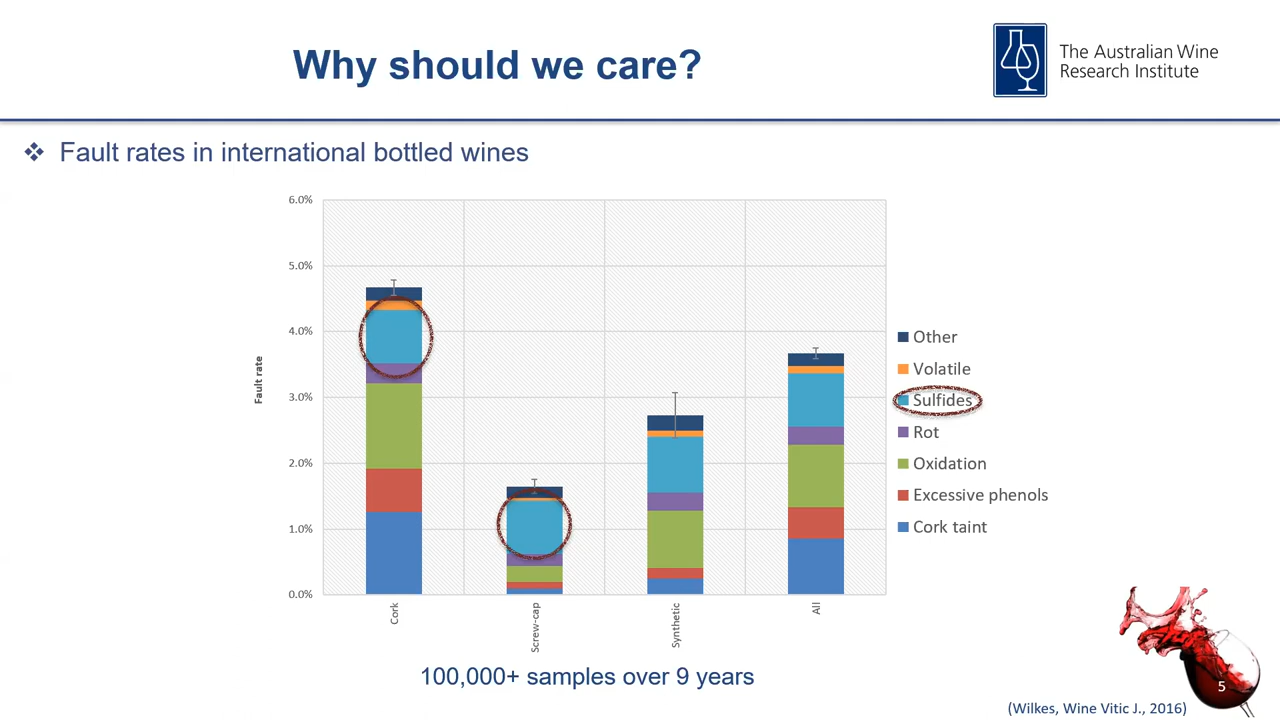 Why should we care?
The Australian Wine
Research Institute
❖ Fault rates in international bottled wines
6.0%
5.0%
4.0%
3.0%
2.0%
1.0%
0.0%
Fault rate
Cork
Screw-cap
Synthetic
All
Other
Volatile
Sulfides
Rot
Oxidation
Excessive phenols
Cork taint
100,000+ samples over 9 years
5
(Wilkes, Wine Vitic J., 2016)